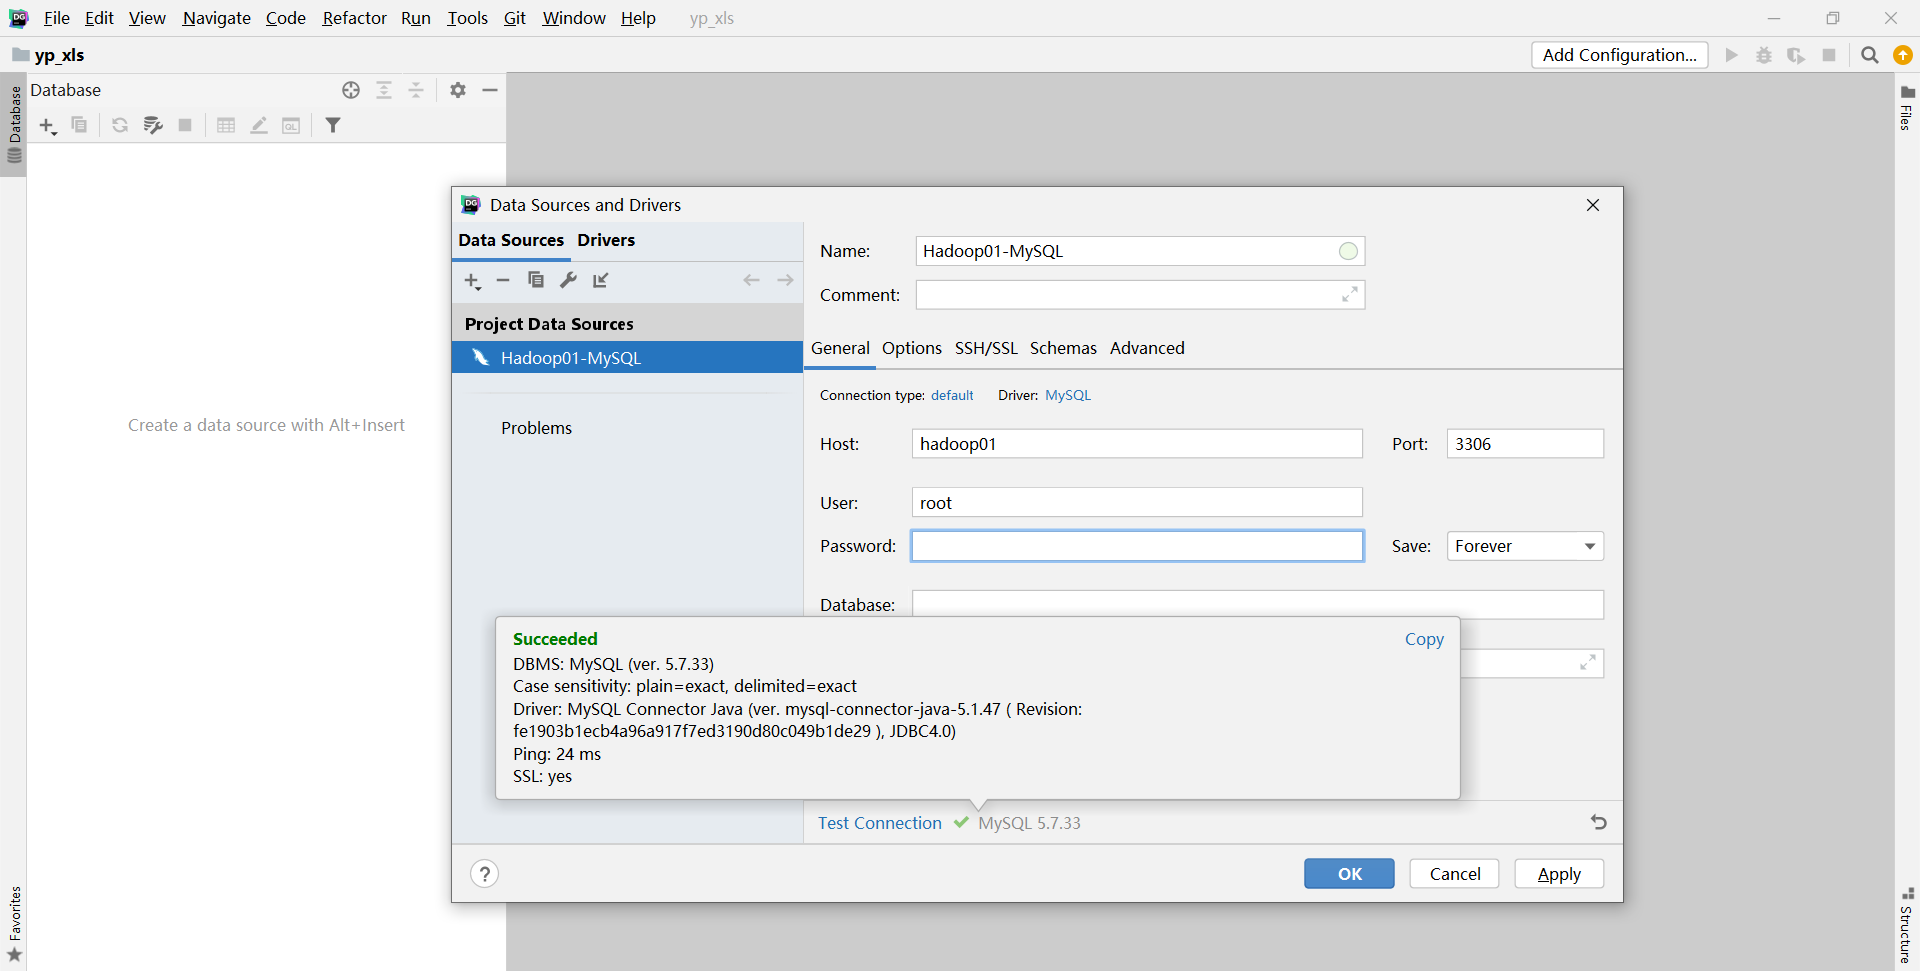 File Edit View Navigate Code Refactor Run Tools Git Window Help yp_xls
yp_xls
Add Configuration...
Database
Database
Files
Create a data source with Alt+Insert
Data Sources and Drivers
Data Sources Drivers
Project Data Sources
Hadoop01-MySQL
Problems
Name: Hadoop01-MySQL
Comment:
General Options SSH/SSL Schemas Advanced
Connection type: default Driver: MySQL
Host: hadoop01 Port: 3306
User: root
Password: Save: Forever
Database:
Succeeded Copy
DBMS: MySQL (ver. 5.7.33)
Case sensitivity: plain=exact, delimited=exact
Driver: MySQL Connector Java (ver. mysql-connector-java-5.1.47 ( Revision:
fe1903b1ecb4a96a917f7ed3190d80c049b1de29 ), JDBC4.0)
Ping: 24 ms
SSL: yes
Test Connection MySQL 5.7.33
? OK Cancel Apply
Favorites
Structure